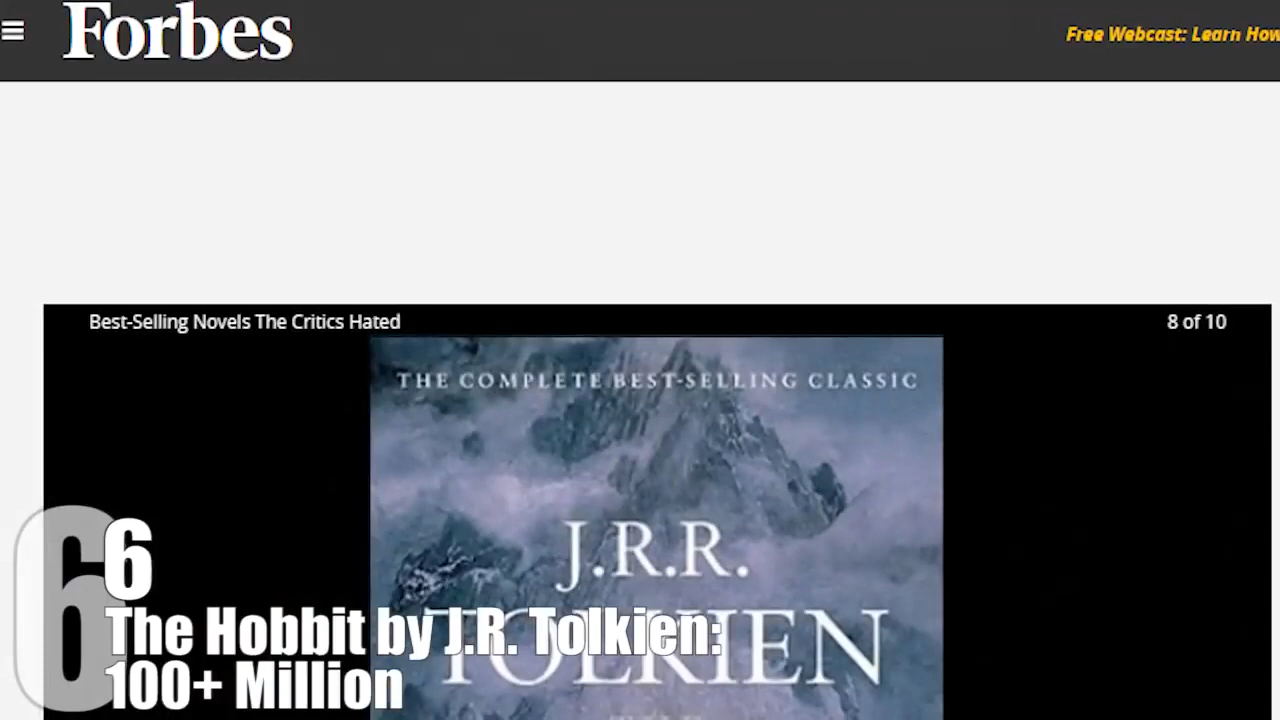 Forbes
Free Webcast: Learn How
Best-Selling Novels The Critics Hated
8 of 10
THE COMPLETE BEST-SELLING CLASSIC
J.R.R.
TOLKIEN
6
6
The Hobbit by J.R. Tolkien:
100+ Million